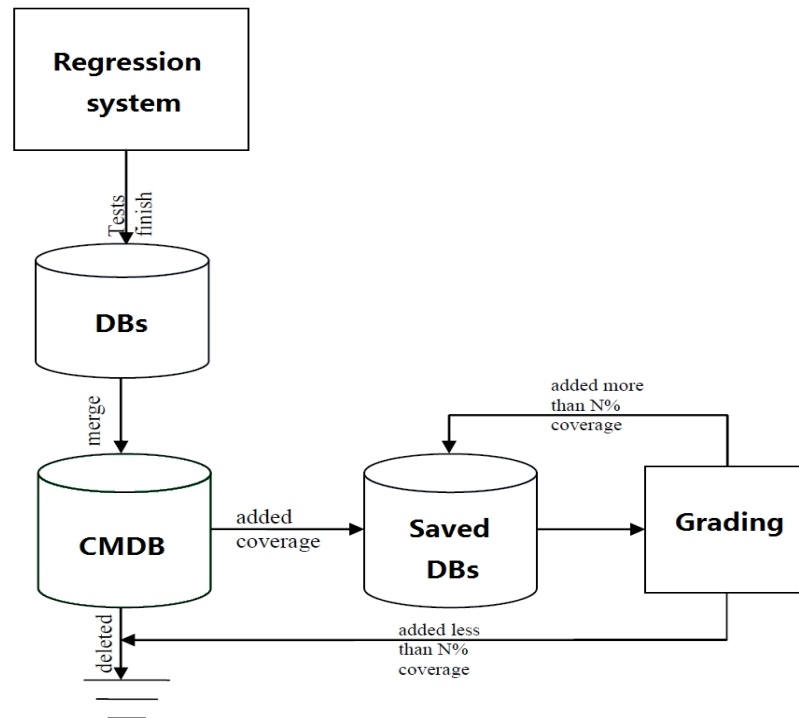 Regression
system
Tests
finish
DBs
merge
added more
than N%
coverage
CMDB
added
coverage
Saved
DBs
Grading
deleted
added less
than N%
coverage